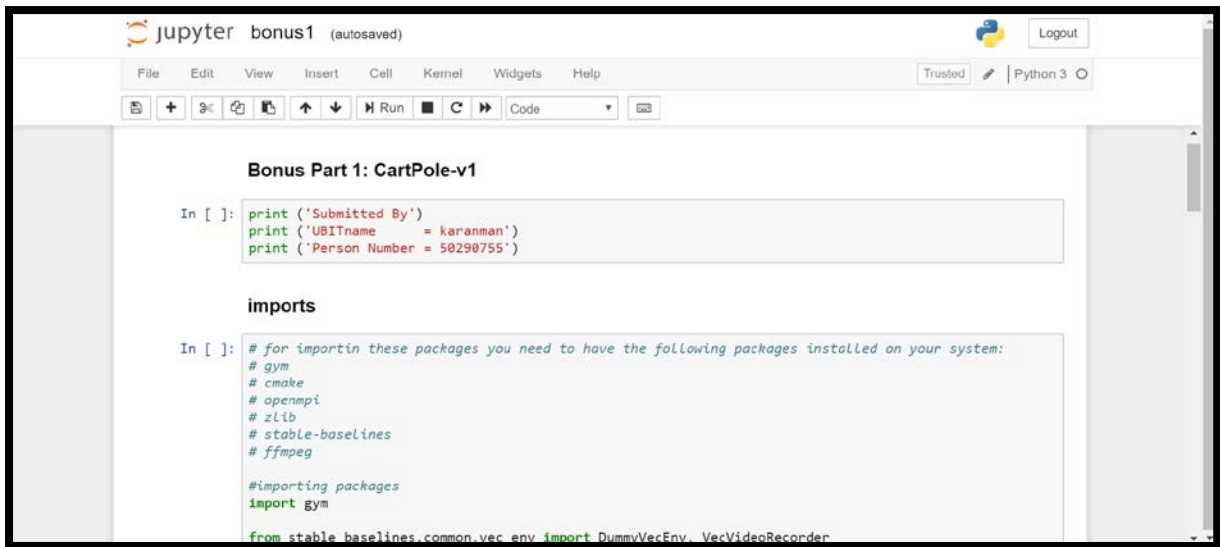 jupyter bonus1 (autosaved)
Logout
File Edit View Insert Cell Kernel Widgets Help
Trusted Python 3
Run Code
Bonus Part 1: CartPole-v1
In [ ]: print ('Submitted By')
print ('UBITname      = karanman')
print ('Person Number = 50290755')
imports
In [ ]: # for importin these packages you need to have the following packages installed on your system:
# gym
# cmake
# openmpi
# zlib
# stable-baselines
# ffmpeg
#importing packages
import gym
from stable_baselines.common.vec_env import DummyVecEnv, VecVideoRecorder